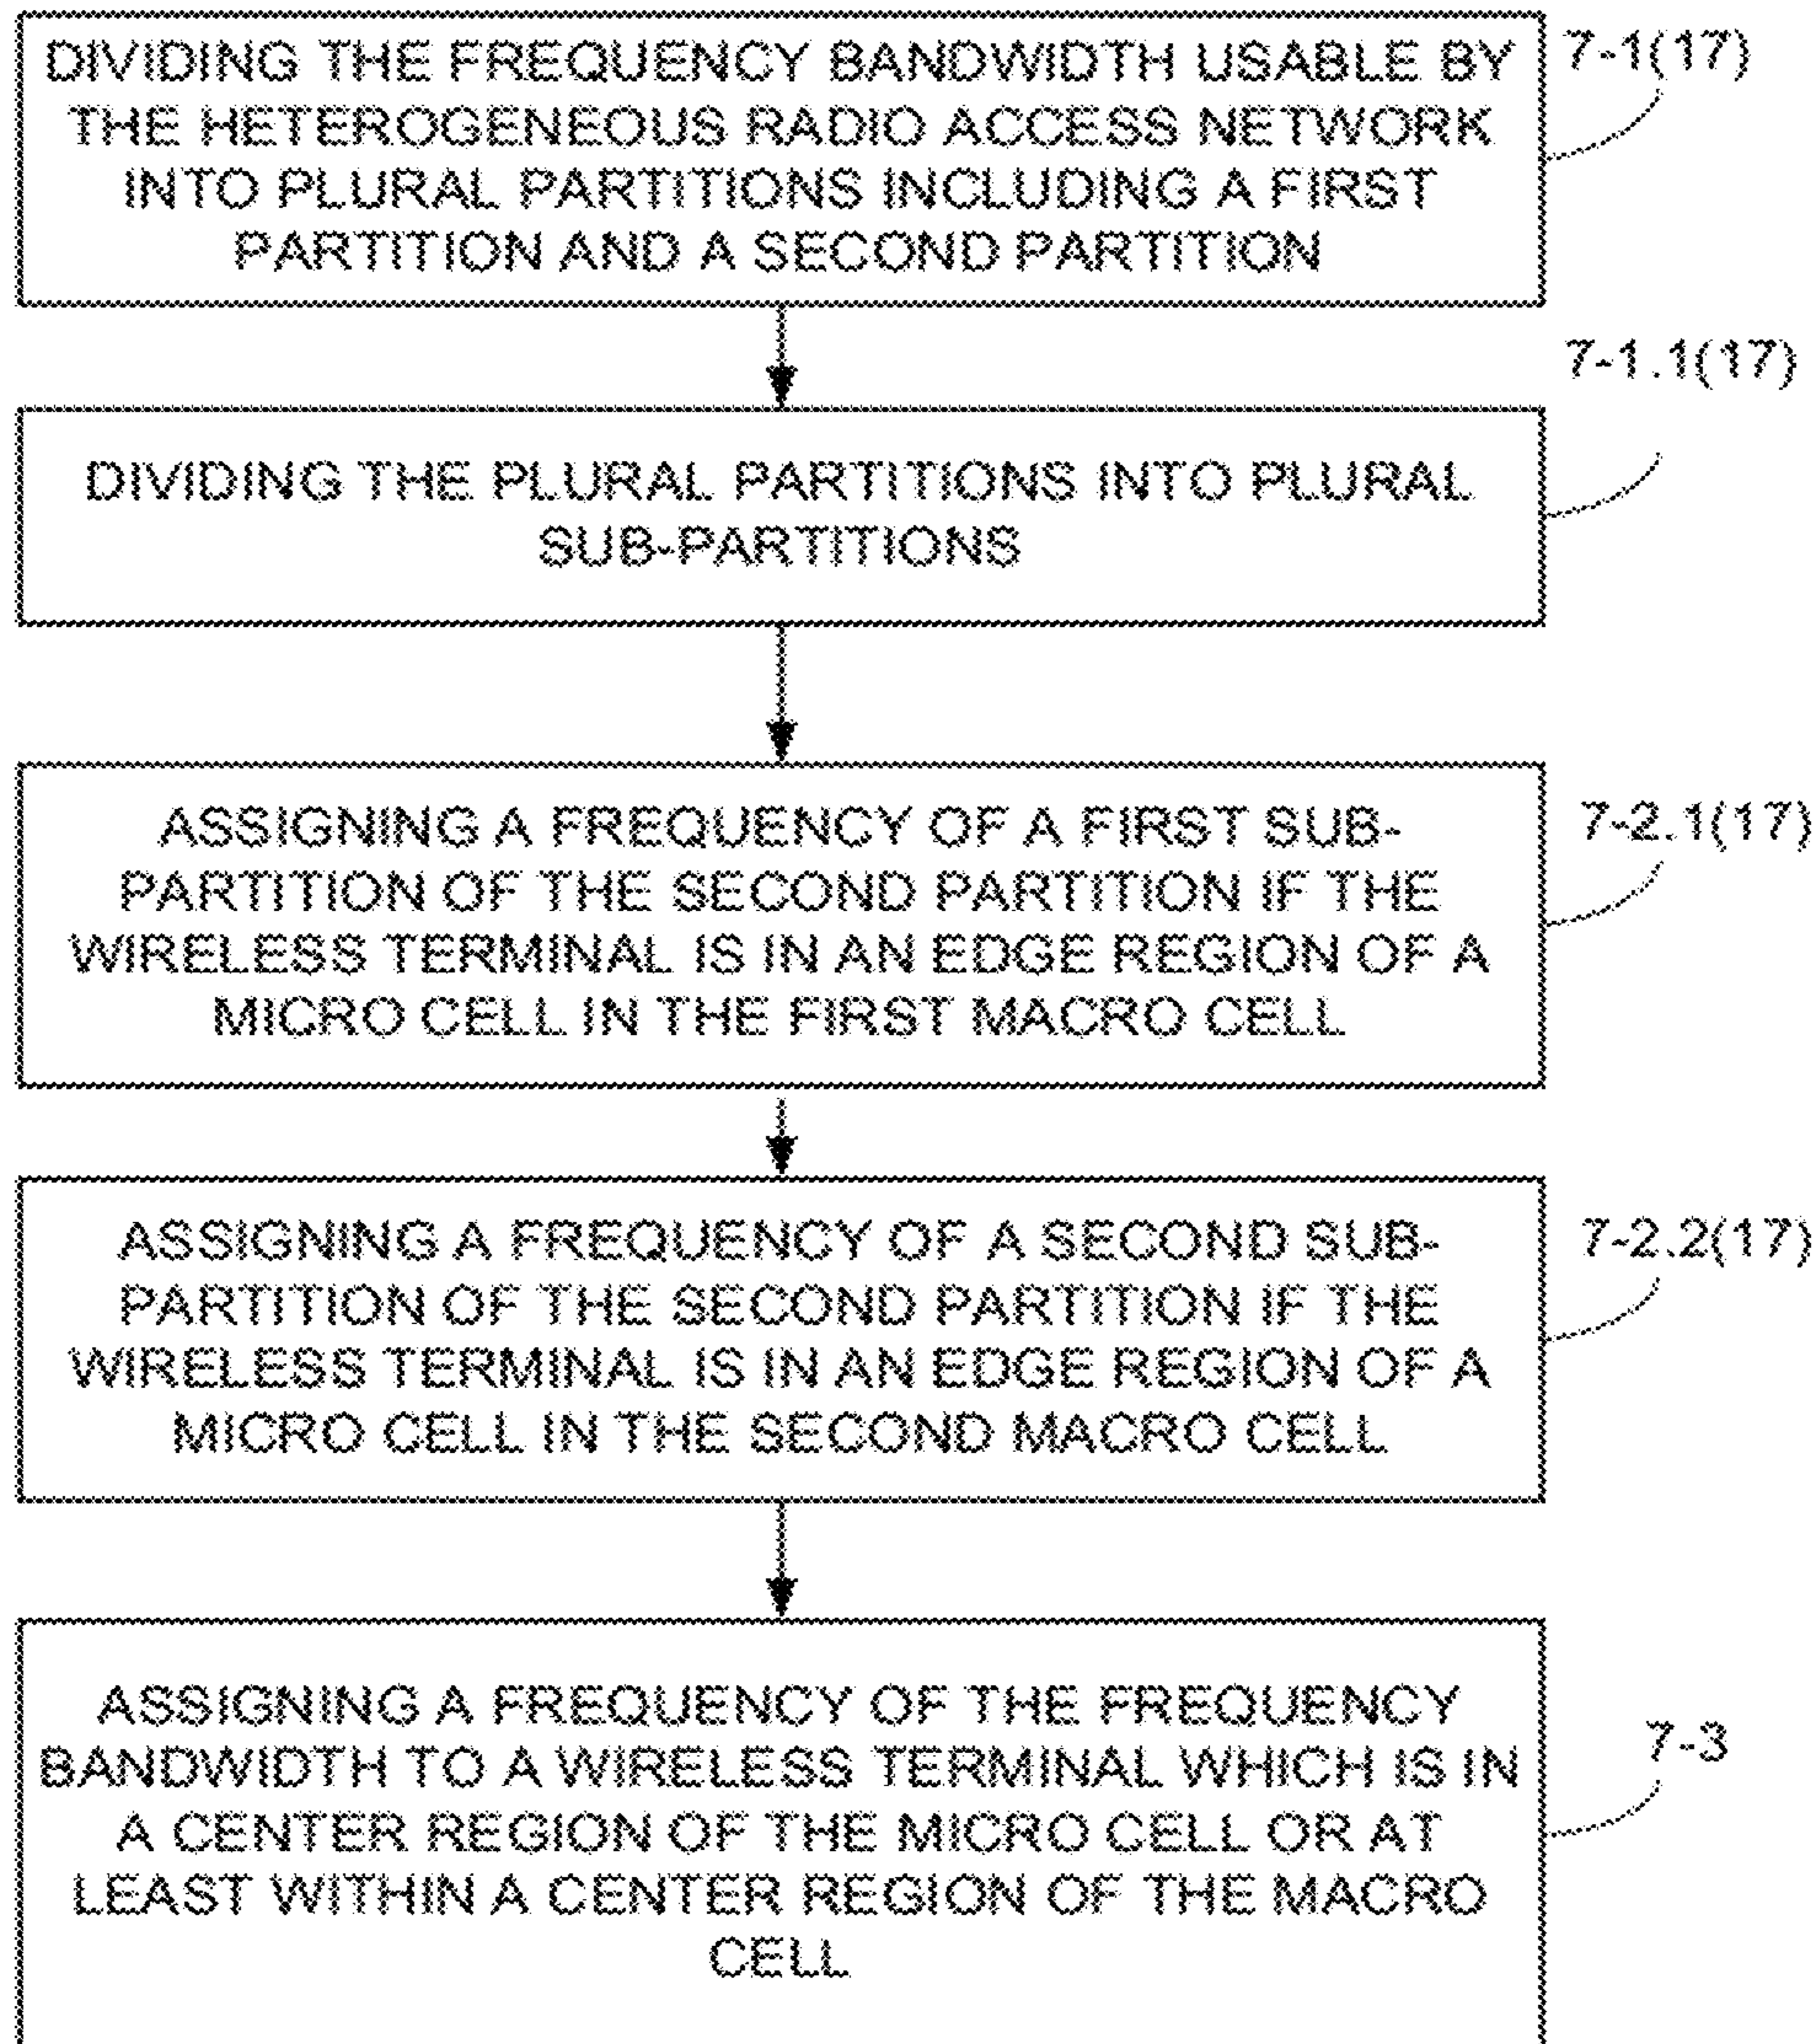 DIVIDING THE FREQUENCY BANDWIDTH USABLE BY
THE HETEROGENEOUS RADIO ACCESS NETWORK
INTO PLURAL PARTITIONS INCLUDING A FIRST
PARTITION AND A SECOND PARTITION
7-1(17)
7-1.1(17)
DIVIDING THE PLURAL PARTITIONS INTO PLURAL
SUB-PARTITIONS
ASSIGNING A FREQUENCY OF A FIRST SUB-
PARTITION OF THE SECOND PARTITION IF THE
WIRELESS TERMINAL IS IN AN EDGE REGION OF A
MICRO CELL IN THE FIRST MACRO CELL
7-2.1(17)
ASSIGNING A FREQUENCY OF A SECOND SUB-
PARTITION OF THE SECOND PARTITION IF THE
WIRELESS TERMINAL IS IN AN EDGE REGION OF A
MICRO CELL IN THE SECOND MACRO CELL
7-2.2(17)
ASSIGNING A FREQUENCY OF THE FREQUENCY
BANDWIDTH TO A WIRELESS TERMINAL WHICH IS IN
A CENTER REGION OF THE MICRO CELL OR AT
LEAST WITHIN A CENTER REGION OF THE MACRO
CELL
7-3